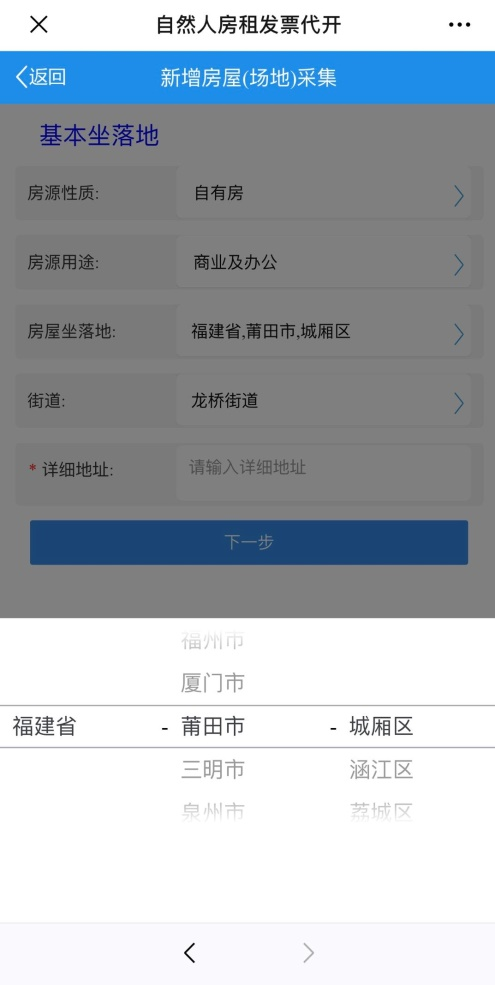 自然人房租发票代开
返回 新增房屋(场地)采集
基本坐落地
房源性质: 自有房
房源用途: 商业及办公
房屋坐落地: 福建省,莆田市,城厢区
街道: 龙桥街道
* 详细地址: 请输入详细地址
下一步
福州市
厦门市
福建省 - 莆田市 - 城厢区
三明市 涵江区
泉州市 荔城区